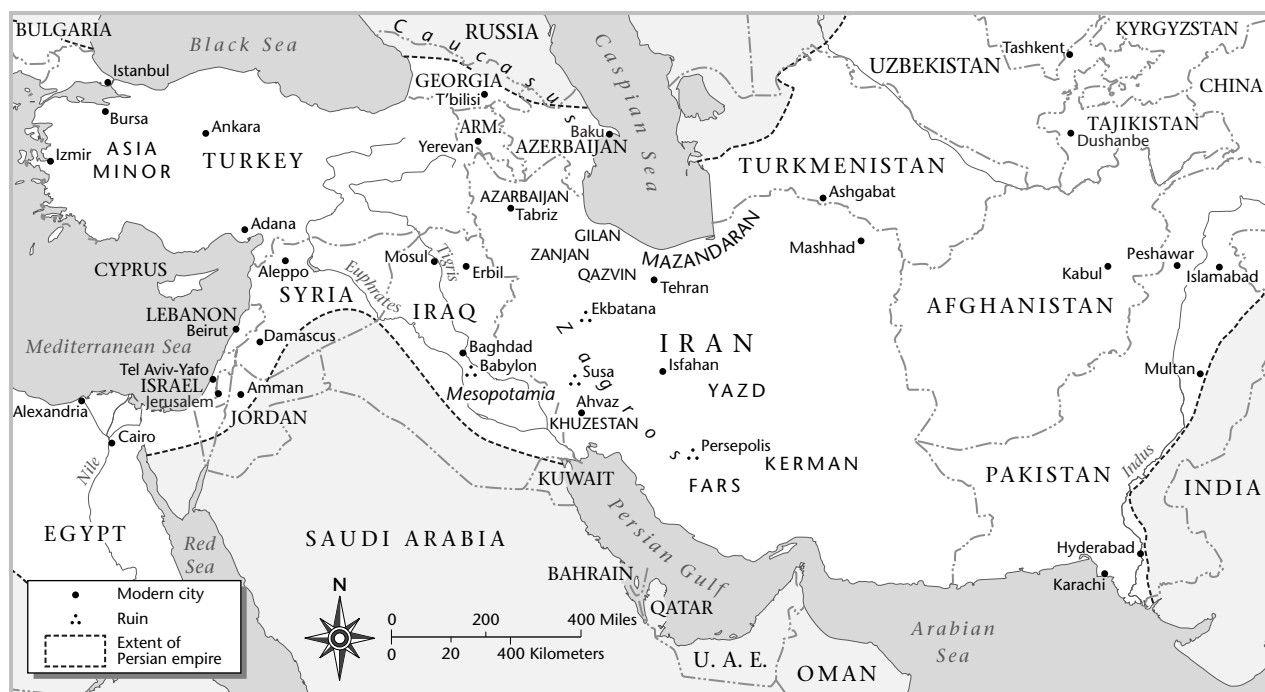 BULGARIA
Black Sea
Caucasus
RUSSIA
Caspian Sea
KYRGYZSTAN
Tashkent
UZBEKISTAN
CHINA
Istanbul
GEORGIA
T'bilisi
Bursa
Ankara
ASIA
MINOR
TURKEY
Izmir
ARM.
Yerevan
Baku
AZERBAIJAN
TAJIKISTAN
Dushanbe
TURKMENISTAN
Ashgabat
AZARBAIJAN
Tabriz
GILAN
ZANJAN
QAZVIN
MAZANDARAN
Tehran
Mashhad
Adana
CYPRUS
Aleppo
SYRIA
Euphrates
Mosul
Tigris
Erbil
IRAQ
Ekbatana
Kabul
Peshawar
Islamabad
AFGHANISTAN
LEBANON
Beirut
Damascus
Mediterranean Sea
Baghdad
Babylon
Mesopotamia
Zagros
Susa
Ahvaz
KHUZESTAN
IRAN
Isfahan
YAZD
Multan
Tel Aviv-Yafo
ISRAEL
Jerusalem
Amman
JORDAN
Alexandria
Cairo
Nile
Persepolis
FARS
KERMAN
KUWAIT
PAKISTAN
Indus
INDIA
EGYPT
Red
Sea
SAUDI ARABIA
Persian Gulf
BAHRAIN
QATAR
U. A. E.
OMAN
Hyderabad
Karachi
Arabian
Sea
Modern city
Ruin
Extent of
Persian empire
N
0 200 400 Miles
0 20 400 Kilometers